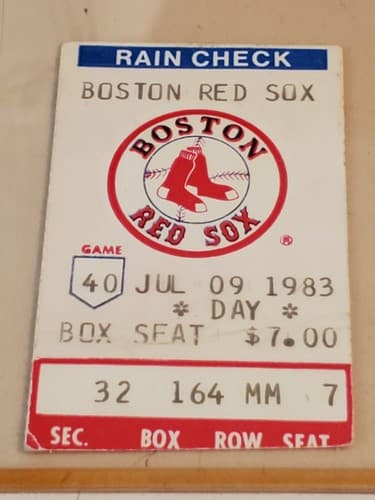 RAIN CHECK
BOSTON RED SOX
BOSTON
RED SOX
®
GAME
40 JUL 09 1983
* DAY *
BOX SEAT $7.00
32 164 MM 7
SEC. BOX ROW SEAT